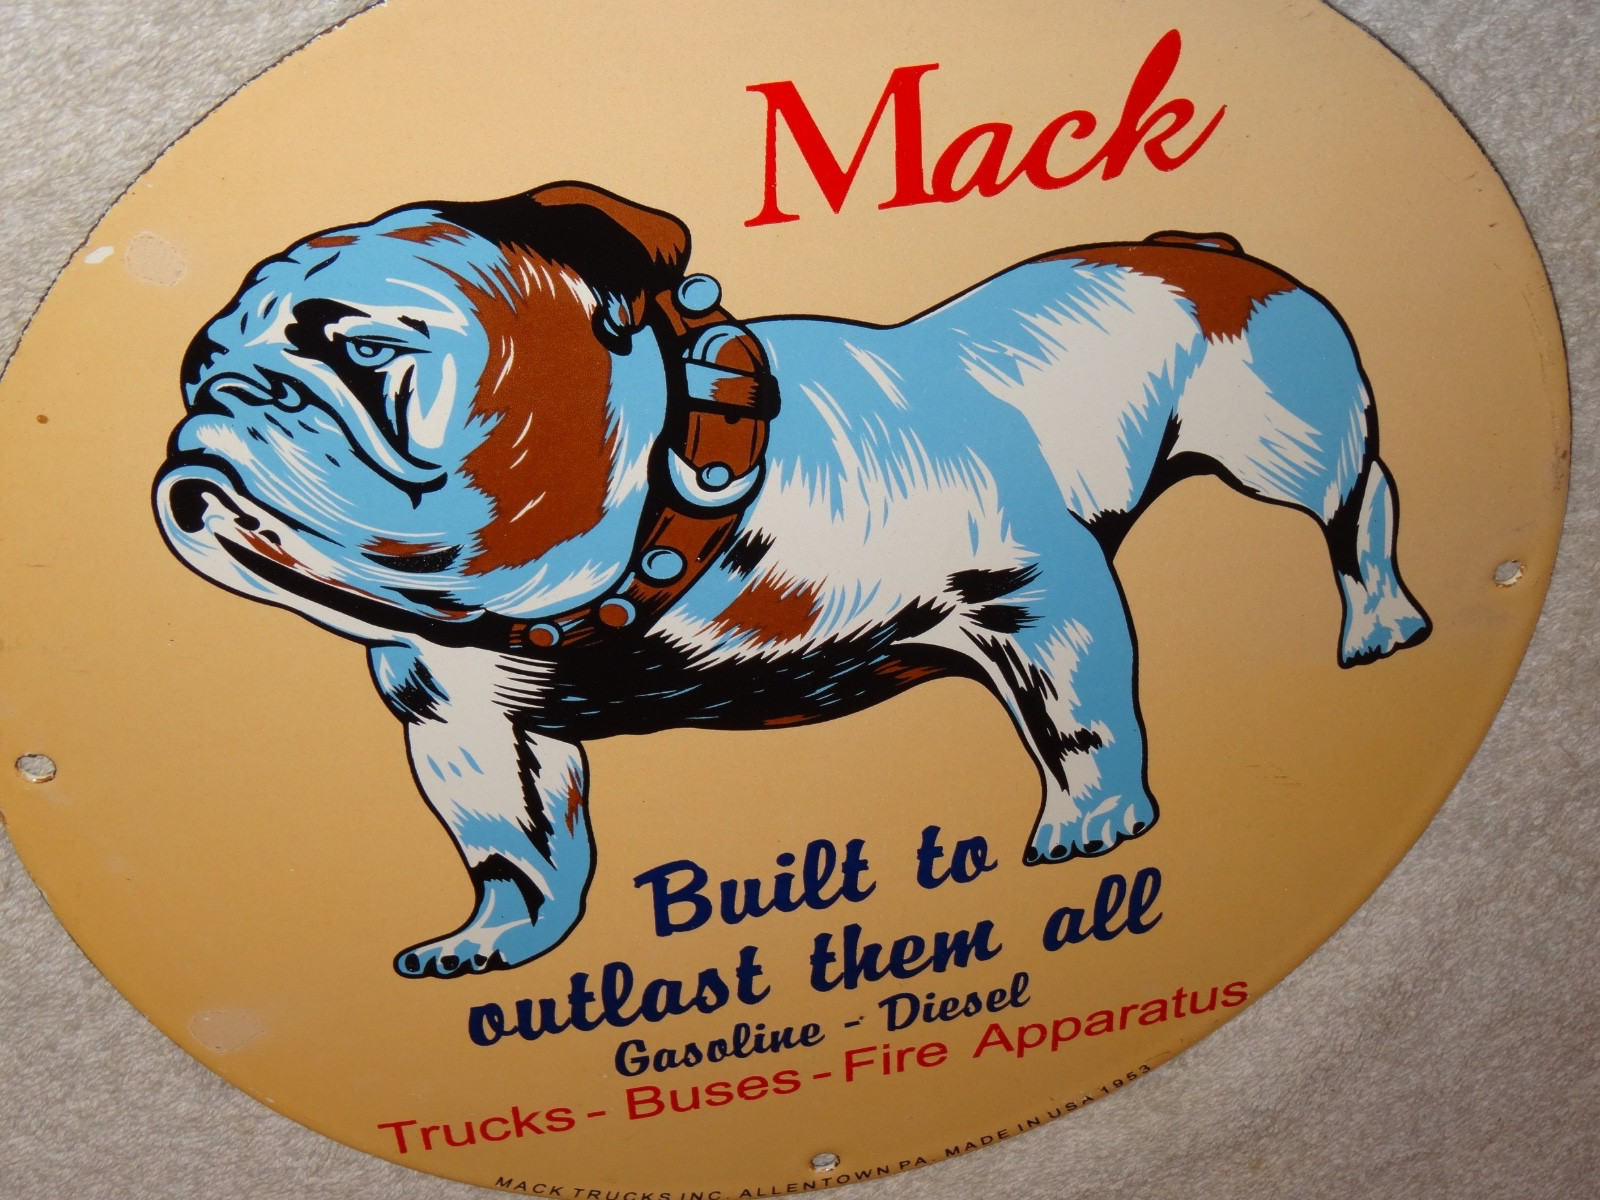 Mack
Built to
outlast them all
Gasoline - Diesel
Trucks - Buses - Fire Apparatus
MACK TRUCKS INC. ALLENTOWN PA. MADE IN USA 1953